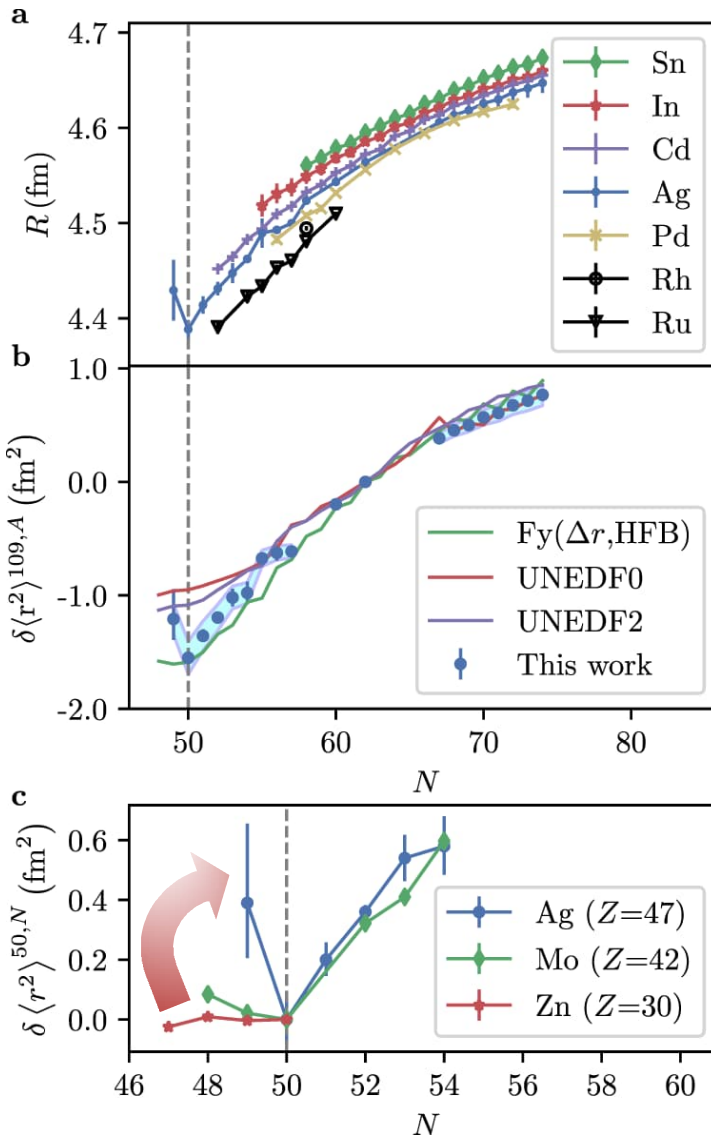 a
4.7
4.6
4.5
4.4
R (fm)
Sn
In
Cd
Ag
Pd
Rh
Ru
b
1.0
0.0
-1.0
-2.0
δ⟨r²⟩^{109,A} (fm²)
Fy(Δr,HFB)
UNEDF0
UNEDF2
This work
50
60
70
80
N
c
0.6
0.4
0.2
0.0
δ⟨r²⟩^{50,N} (fm²)
Ag (Z=47)
Mo (Z=42)
Zn (Z=30)
46
48
50
52
54
56
58
60
N